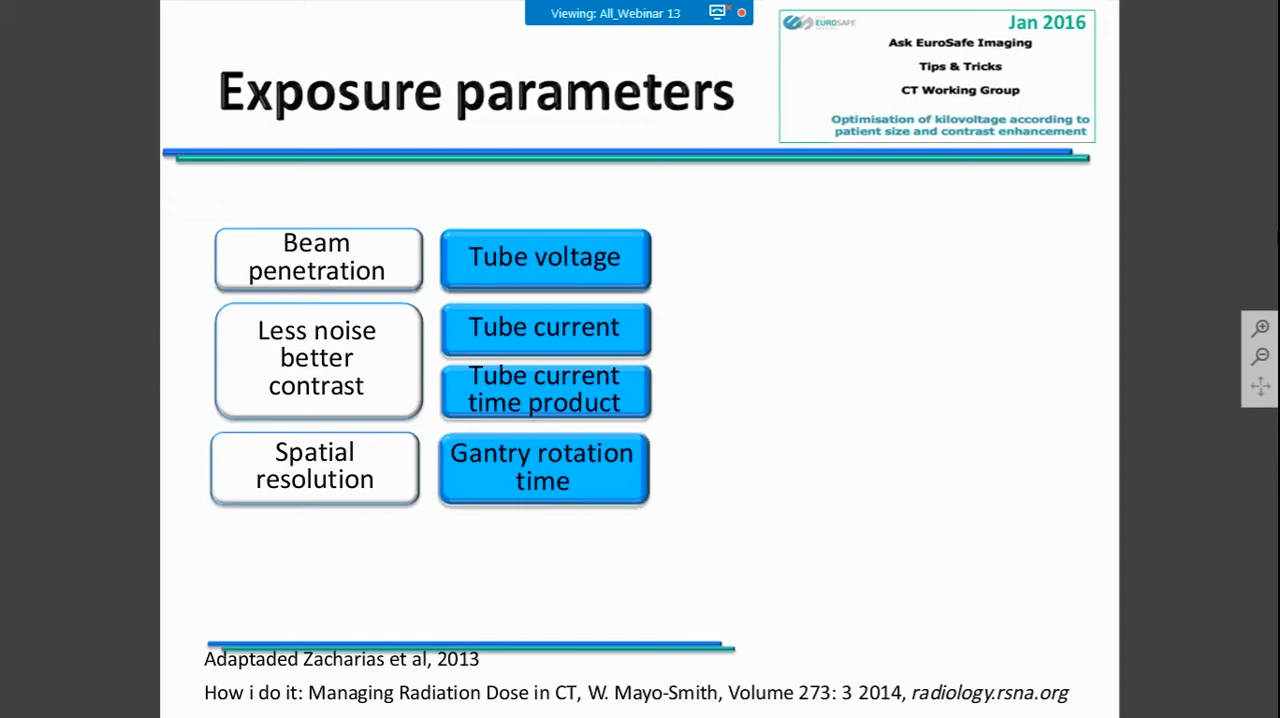 Viewing: All_Webinar 13
EUROSAFE
Jan 2016
Ask EuroSafe Imaging
Tips & Tricks
CT Working Group
Optimisation of kilovoltage according to
patient size and contrast enhancement
Exposure parameters
Beam
penetration
Tube voltage
Less noise
better
contrast
Tube current
Tube current
time product
Spatial
resolution
Gantry rotation
time
Adaptaded Zacharias et al, 2013
How i do it: Managing Radiation Dose in CT, W. Mayo-Smith, Volume 273: 3 2014, radiology.rsna.org